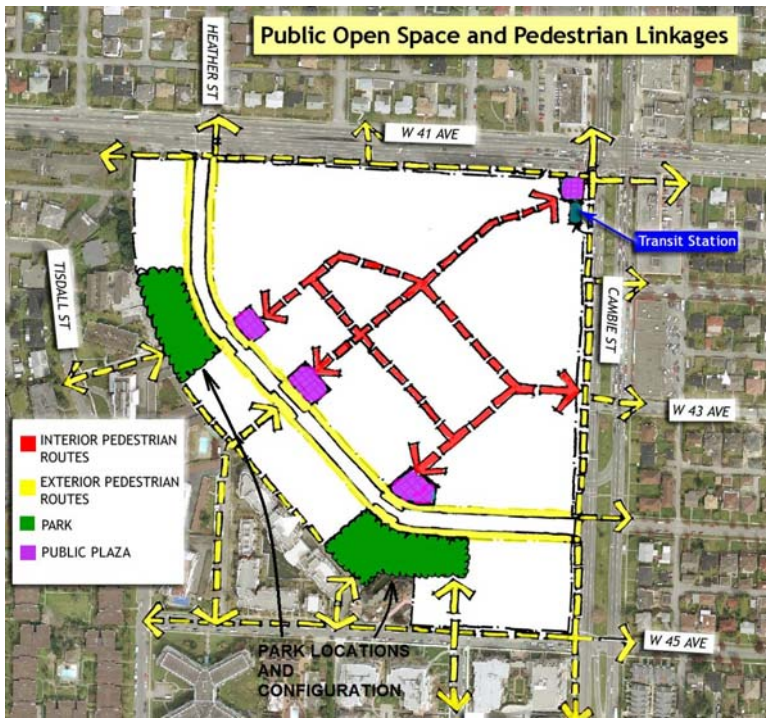 Public Open Space and Pedestrian Linkages
HEATHER ST
W 41 AVE
Transit Station
TISDALL ST
CAMBIE ST
W 43 AVE
INTERIOR PEDESTRIAN
ROUTES
EXTERIOR PEDESTRIAN
ROUTES
PARK
PUBLIC PLAZA
W 45 AVE
PARK LOCATIONS
AND
CONFIGURATION